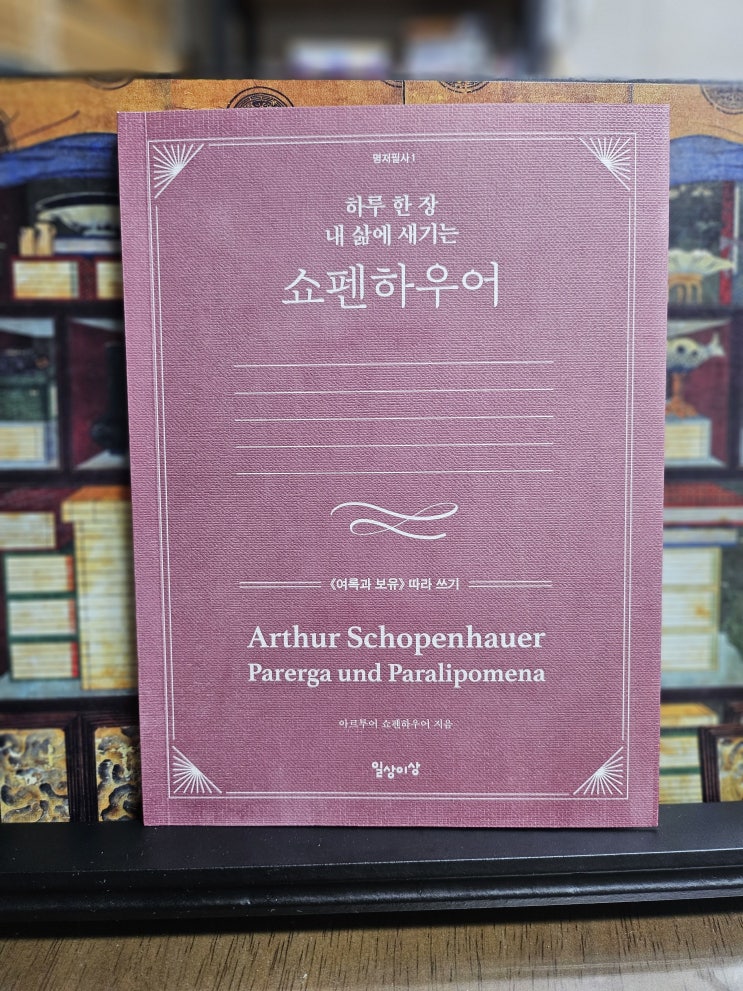 명저필사 1
하루 한 장
내 삶에 새기는
쇼펜하우어
《여록과 보유》 따라 쓰기
Arthur Schopenhauer
Parerga und Paralipomena
아르투어 쇼펜하우어 지음
일상이상